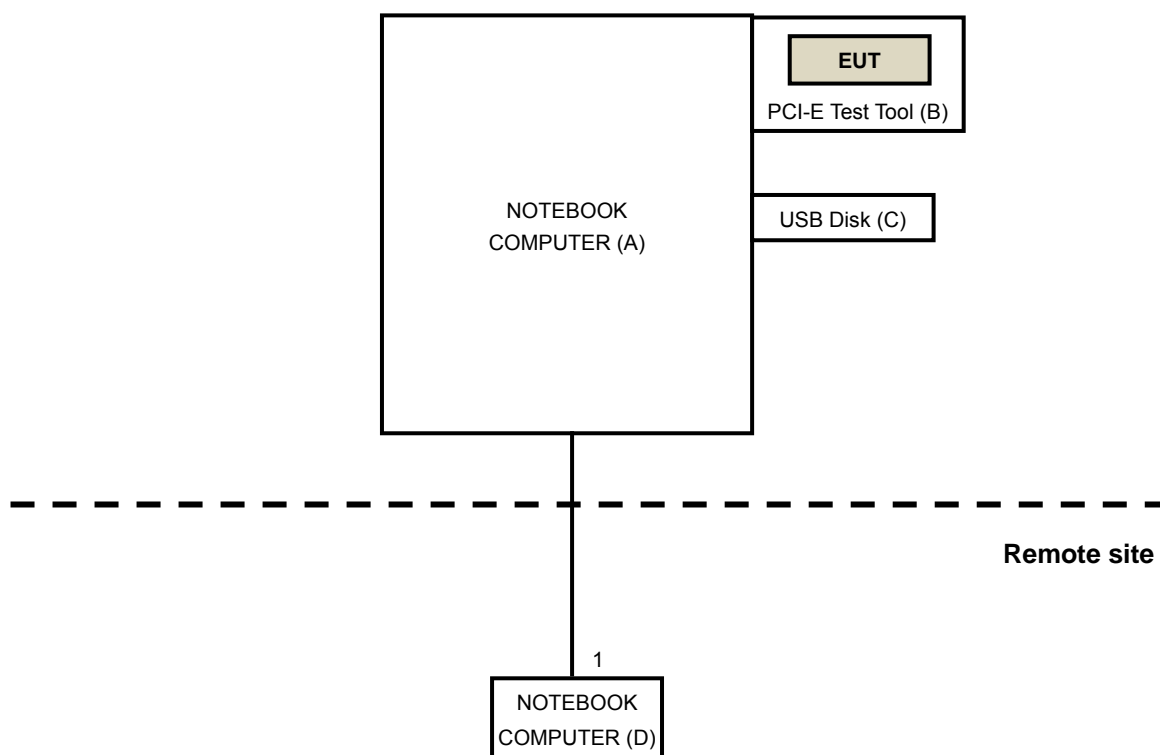 EUT
PCI-E Test Tool (B)
NOTEBOOK
COMPUTER (A)
USB Disk (C)
Remote site
1
NOTEBOOK
COMPUTER (D)